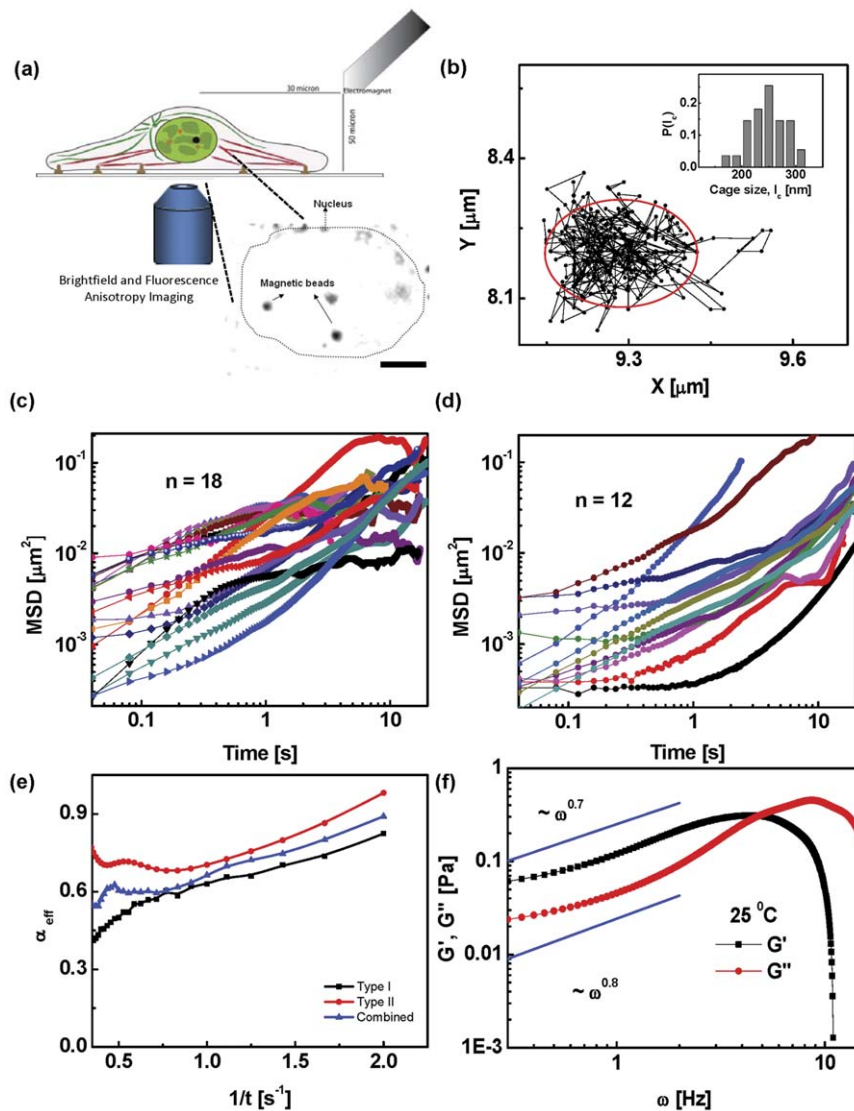 (a)
30 micron
Electromagnet
50 micron
Nucleus
Magnetic beads
Brightfield and Fluorescence
Anisotropy Imaging
(b)
Y [μm]
8.4
8.1
9.3
9.6
X [μm]
P(l_c)
0.2
0.1
0.0
200
300
Cage size, l_c [nm]
(c)
n = 18
MSD [μm²]
10⁻¹
10⁻²
10⁻³
0.1
1
10
Time [s]
(d)
n = 12
MSD [μm²]
10⁻¹
10⁻²
10⁻³
0.1
1
10
Time [s]
(e)
α_eff
0.9
0.6
0.3
0.0
0.5
1.0
1.5
2.0
1/t [s⁻¹]
Type I
Type II
Combined
(f)
G', G" [Pa]
1
0.1
0.01
1E-3
~ ω^0.7
~ ω^0.8
25 ⁰C
G'
G"
1
10
ω [Hz]